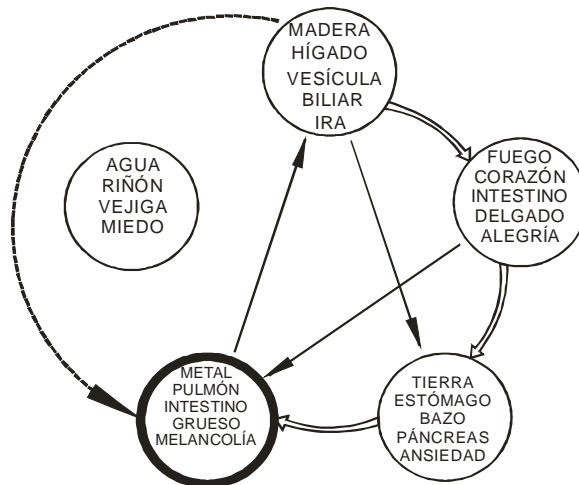 MADERA
HÍGADO
VESÍCULA
BILIAR
IRA
AGUA
RIÑÓN
VEJIGA
MIEDO
FUEGO
CORAZÓN
INTESTINO
DELGADO
ALEGRÍA
METAL
PULMÓN
INTESTINO
GRUESO
MELANCOLÍA
TIERRA
ESTÓMAGO
BAZO
PÁNCREAS
ANSIEDAD